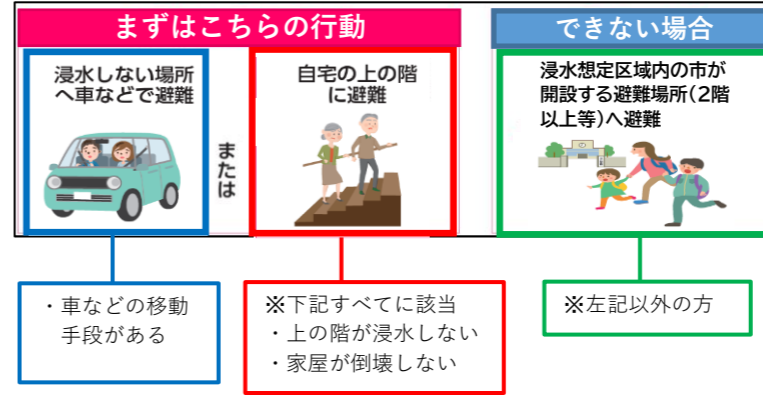 まずはこちらの行動
できない場合
浸水しない場所
へ車などで避難
または
自宅の上の階
に避難
浸水想定区域内の市が
開設する避難場所(2階
以上等)へ避難
・車などの移動
手段がある
※下記すべてに該当
・上の階が浸水しない
・家屋が倒壊しない
※左記以外の方